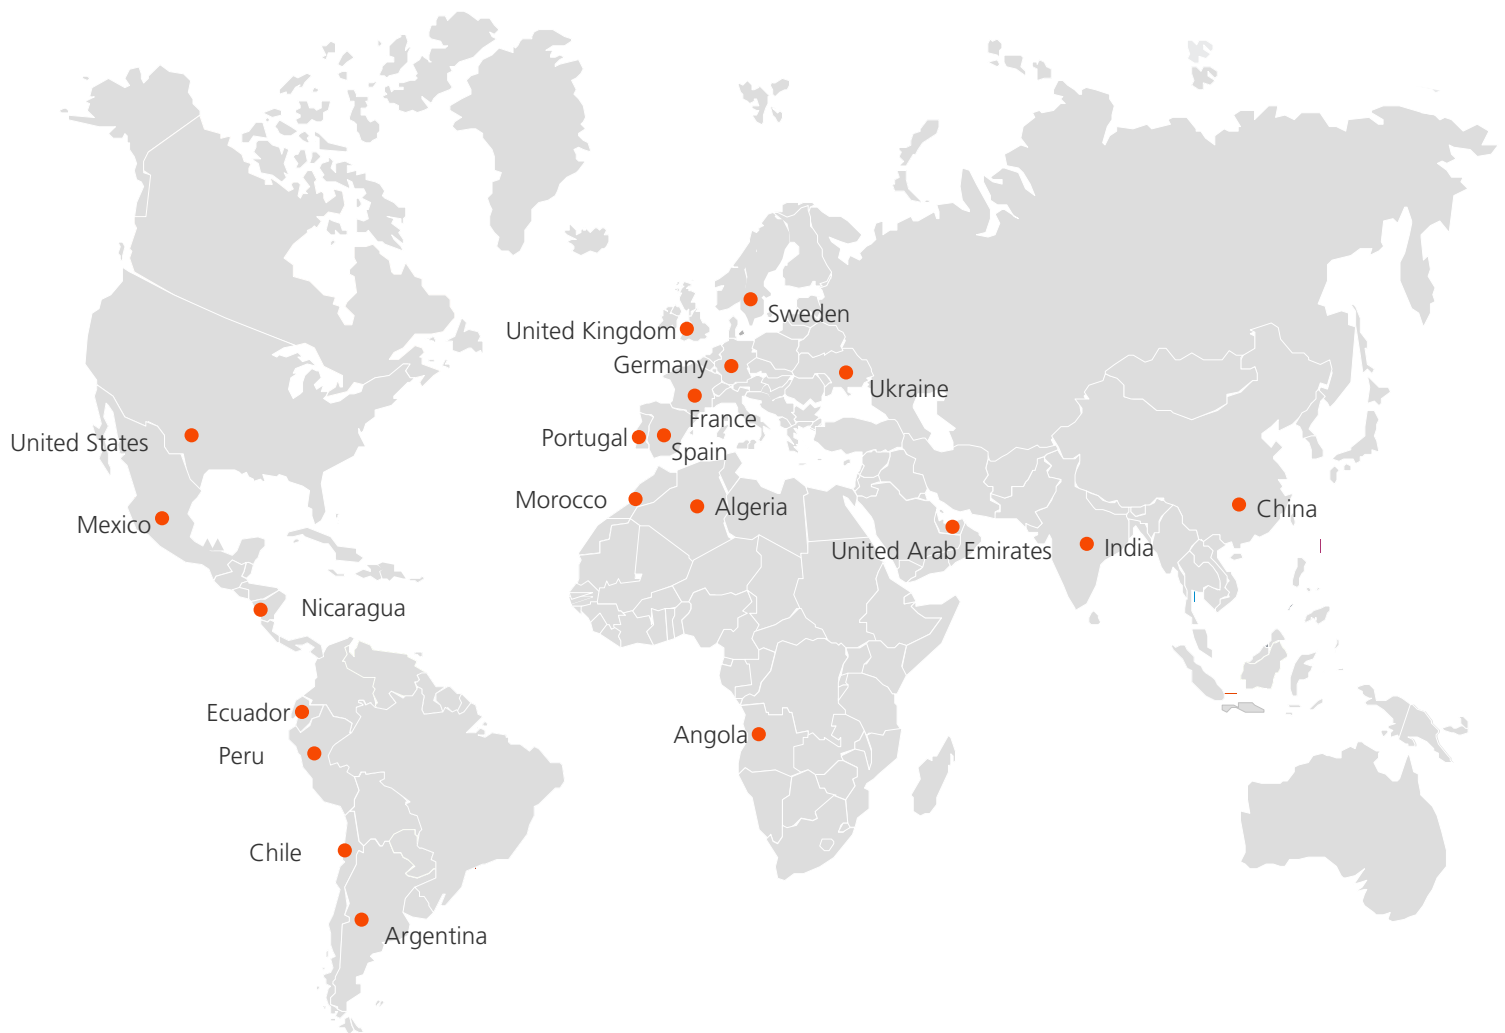 Sweden
United Kingdom
Germany
Ukraine
France
Portugal
United States
Spain
Morocco
Algeria
China
Mexico
India
United Arab Emirates
Nicaragua
Ecuador
Angola
Peru
Chile
Argentina